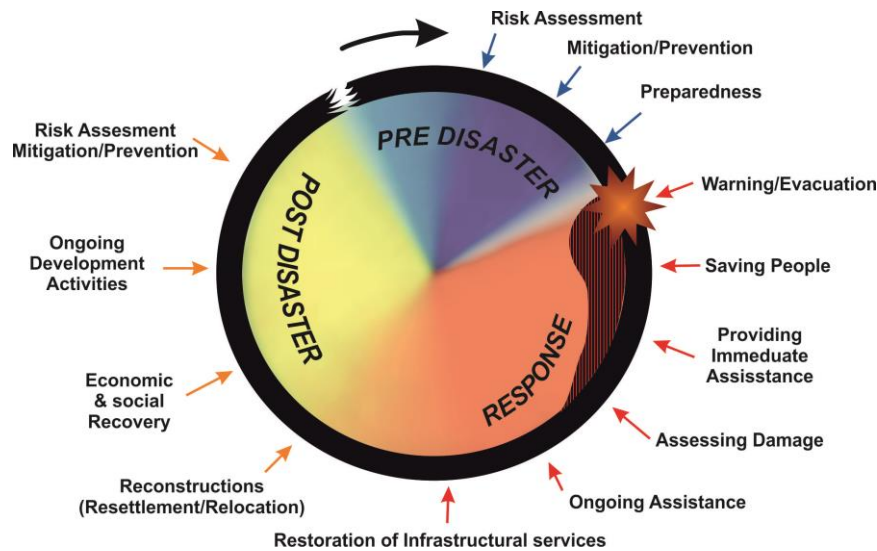 Risk Assessment
Mitigation/Prevention
Preparedness
Warning/Evacuation
Saving People
Providing
Immeduate
Assisstance
Assessing Damage
Ongoing Assistance
Restoration of Infrastructural services
Reconstructions
(Resettlement/Relocation)
Economic
& social
Recovery
Ongoing
Development
Activities
Risk Assesment
Mitigation/Prevention
PRE DISASTER
RESPONSE
POST DISASTER